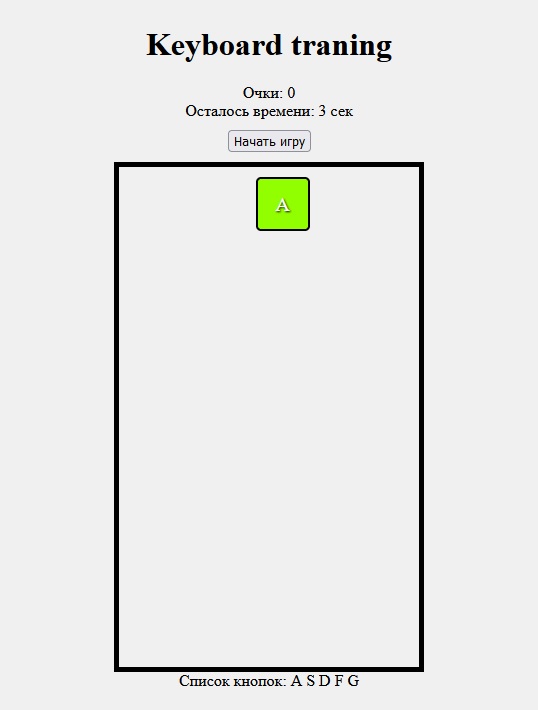 Keyboard traning
Очки: 0
Осталось времени: 3 сек
Начать игру
A
Список кнопок: A S D F G